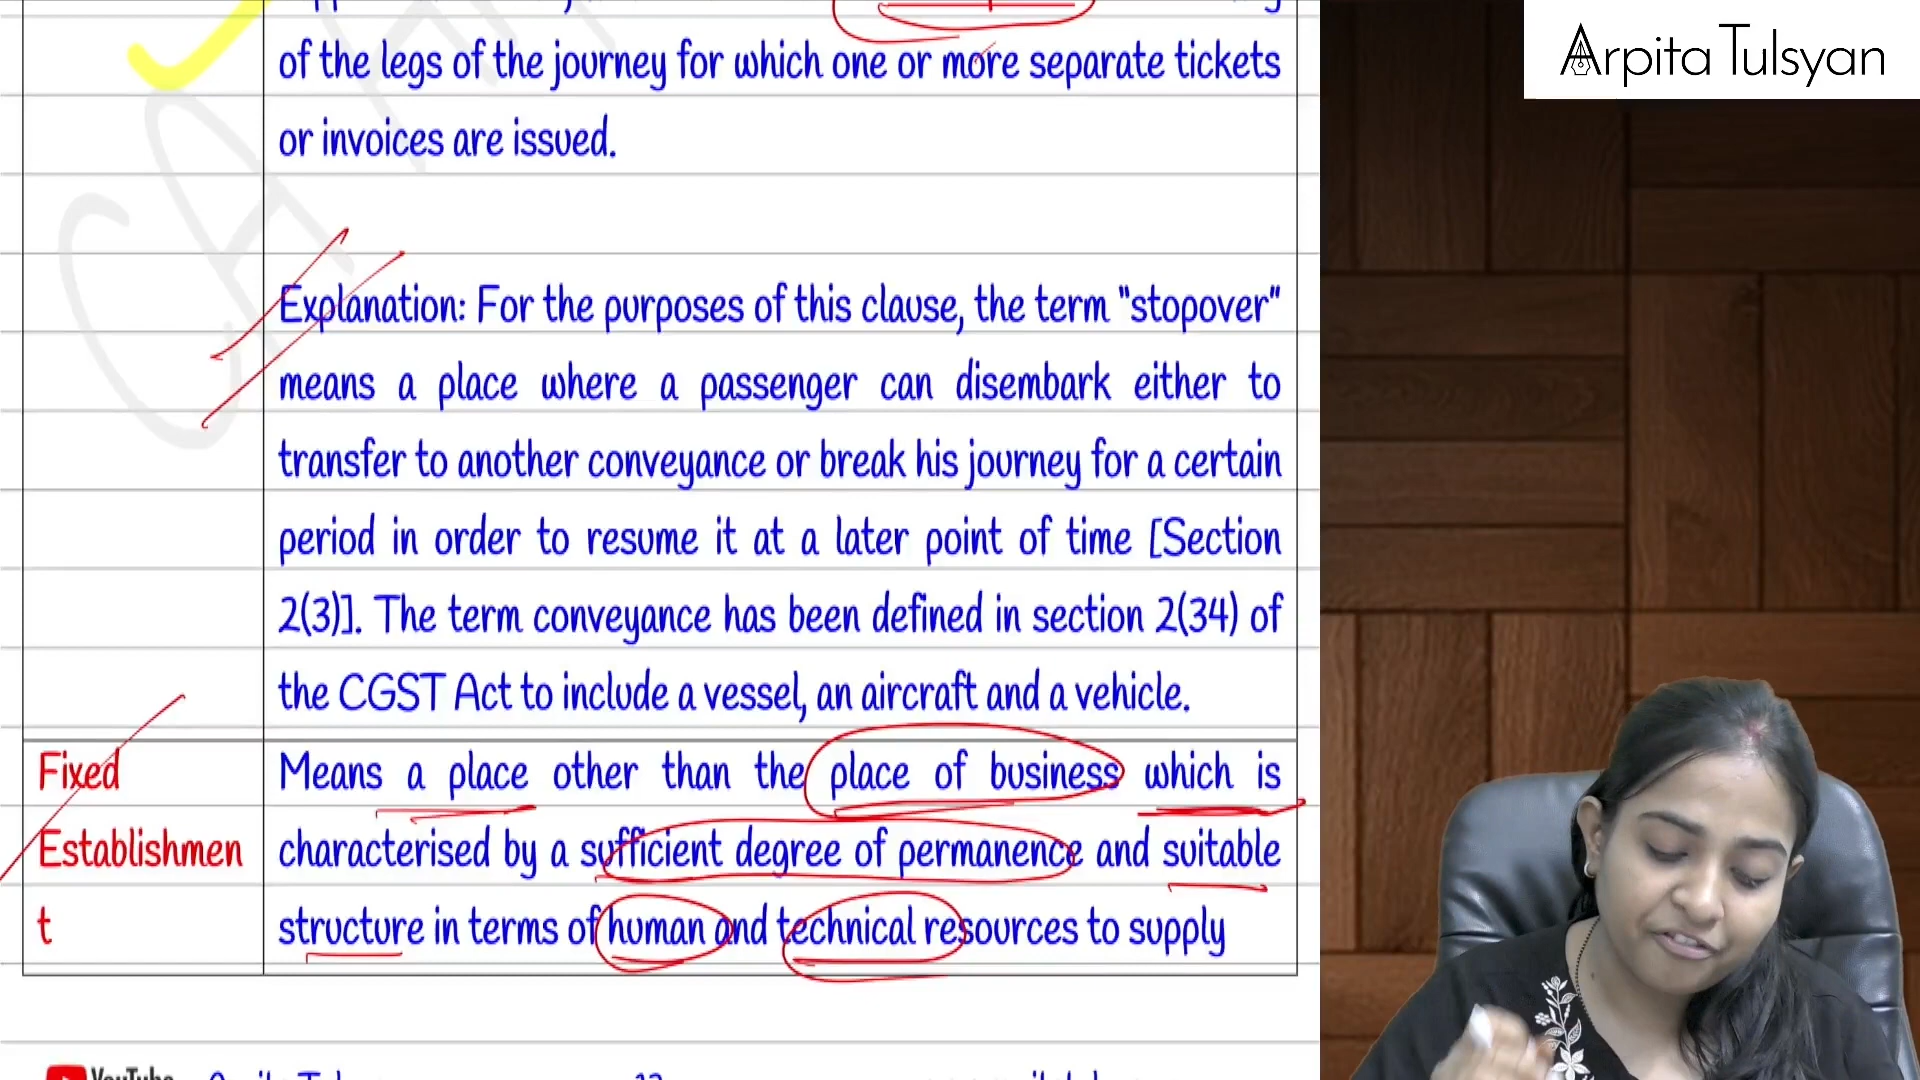 Arpita Tulsyan
of the legs of the journey for which one or more separate tickets
or invoices are issued.
Explanation: For the purposes of this clause, the term "stopover"
means a place where a passenger can disembark either to
transfer to another conveyance or break his journey for a certain
period in order to resume it at a later point of time [Section
2(3)]. The term conveyance has been defined in section 2(34) of
the CGST Act to include a vessel, an aircraft and a vehicle.
Fixed
Establishmen
t
Means a place other than the place of business which is
characterised by a sufficient degree of permanence and suitable
structure in terms of human and technical resources to supply
YouTube